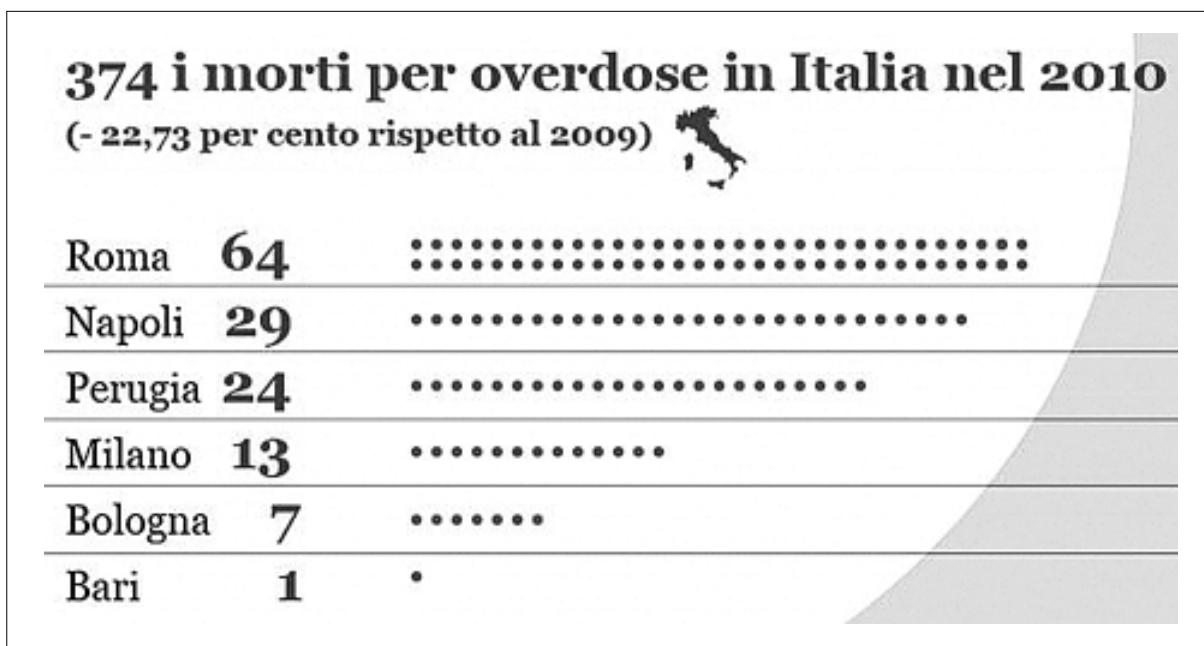 374 i morti per overdose in Italia nel 2010
(- 22,73 per cento rispetto al 2009)
Roma 64
Napoli 29
Perugia 24
Milano 13
Bologna 7
Bari 1